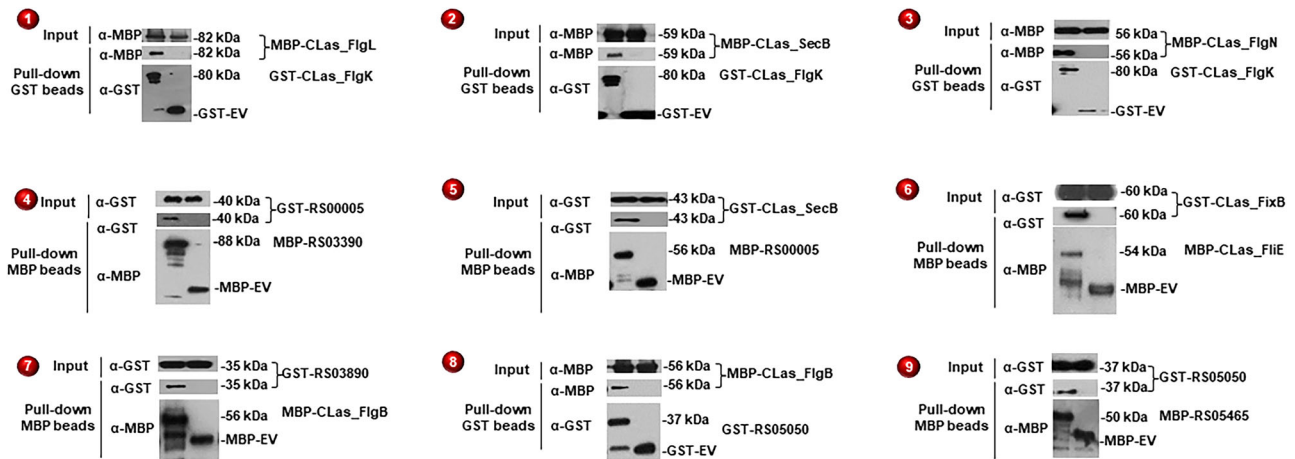 1
Input
α-MBP
-82 kDa
α-MBP
-82 kDa
MBP-CLas_FlgL
Pull-down
GST beads
α-GST
-80 kDa
GST-CLas_FlgK
-GST-EV
2
Input
α-MBP
-59 kDa
α-MBP
-59 kDa
MBP-CLas_SecB
Pull-down
GST beads
α-GST
-80 kDa
GST-CLas_FlgK
-GST-EV
3
Input
α-MBP
56 kDa
α-MBP
-56 kDa
MBP-CLas_FlgN
Pull-down
GST beads
α-GST
-80 kDa
GST-CLas_FlgK
-GST-EV
4
Input
α-GST
-40 kDa
α-GST
-40 kDa
GST-RS00005
Pull-down
MBP beads
α-MBP
-88 kDa
MBP-RS03390
-MBP-EV
5
Input
α-GST
-43 kDa
α-GST
-43 kDa
GST-CLas_SecB
Pull-down
MBP beads
α-MBP
-56 kDa
MBP-RS00005
-MBP-EV
6
Input
α-GST
-60 kDa
α-GST
-60 kDa
GST-CLas_FixB
Pull-down
MBP beads
α-MBP
-54 kDa
MBP-CLas_FliE
-MBP-EV
7
Input
α-GST
-35 kDa
α-GST
-35 kDa
GST-RS03890
Pull-down
MBP beads
α-MBP
-56 kDa
MBP-CLas_FlgB
-MBP-EV
8
Input
α-MBP
-56 kDa
α-MBP
-56 kDa
MBP-CLas_FlgB
Pull-down
GST beads
α-GST
-37 kDa
GST-RS05050
-GST-EV
9
Input
α-GST
-37 kDa
α-GST
-37 kDa
GST-RS05050
Pull-down
MBP beads
α-MBP
-50 kDa
MBP-RS05465
-MBP-EV